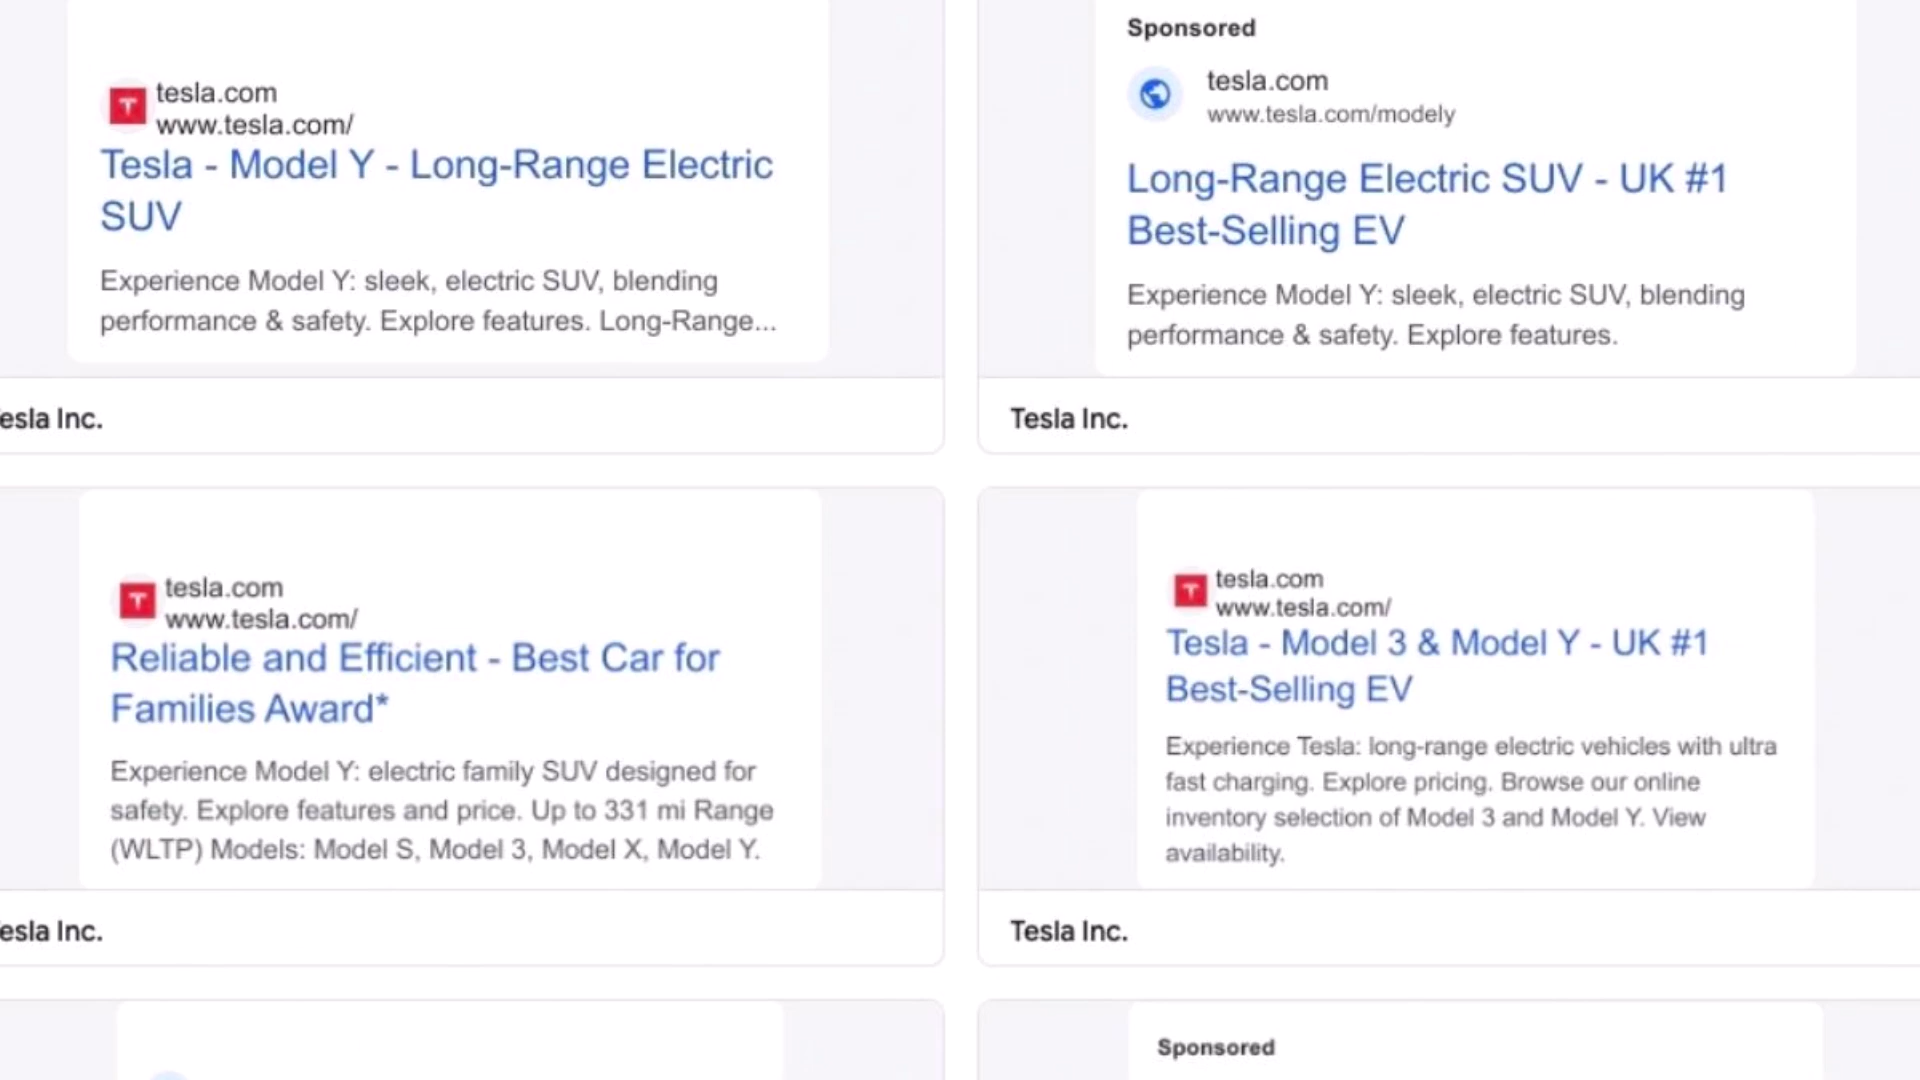 tesla.com
www.tesla.com/
Tesla - Model Y - Long-Range Electric
SUV
Experience Model Y: sleek, electric SUV, blending
performance & safety. Explore features. Long-Range...
esla Inc.
Sponsored
tesla.com
www.tesla.com/modely
Long-Range Electric SUV - UK #1
Best-Selling EV
Experience Model Y: sleek, electric SUV, blending
performance & safety. Explore features.
Tesla Inc.
tesla.com
www.tesla.com/
Reliable and Efficient - Best Car for
Families Award*
Experience Model Y: electric family SUV designed for
safety. Explore features and price. Up to 331 mi Range
(WLTP) Models: Model S, Model 3, Model X, Model Y.
esla Inc.
tesla.com
www.tesla.com/
Tesla - Model 3 & Model Y - UK #1
Best-Selling EV
Experience Tesla: long-range electric vehicles with ultra
fast charging. Explore pricing. Browse our online
inventory selection of Model 3 and Model Y. View
availability.
Tesla Inc.
Sponsored